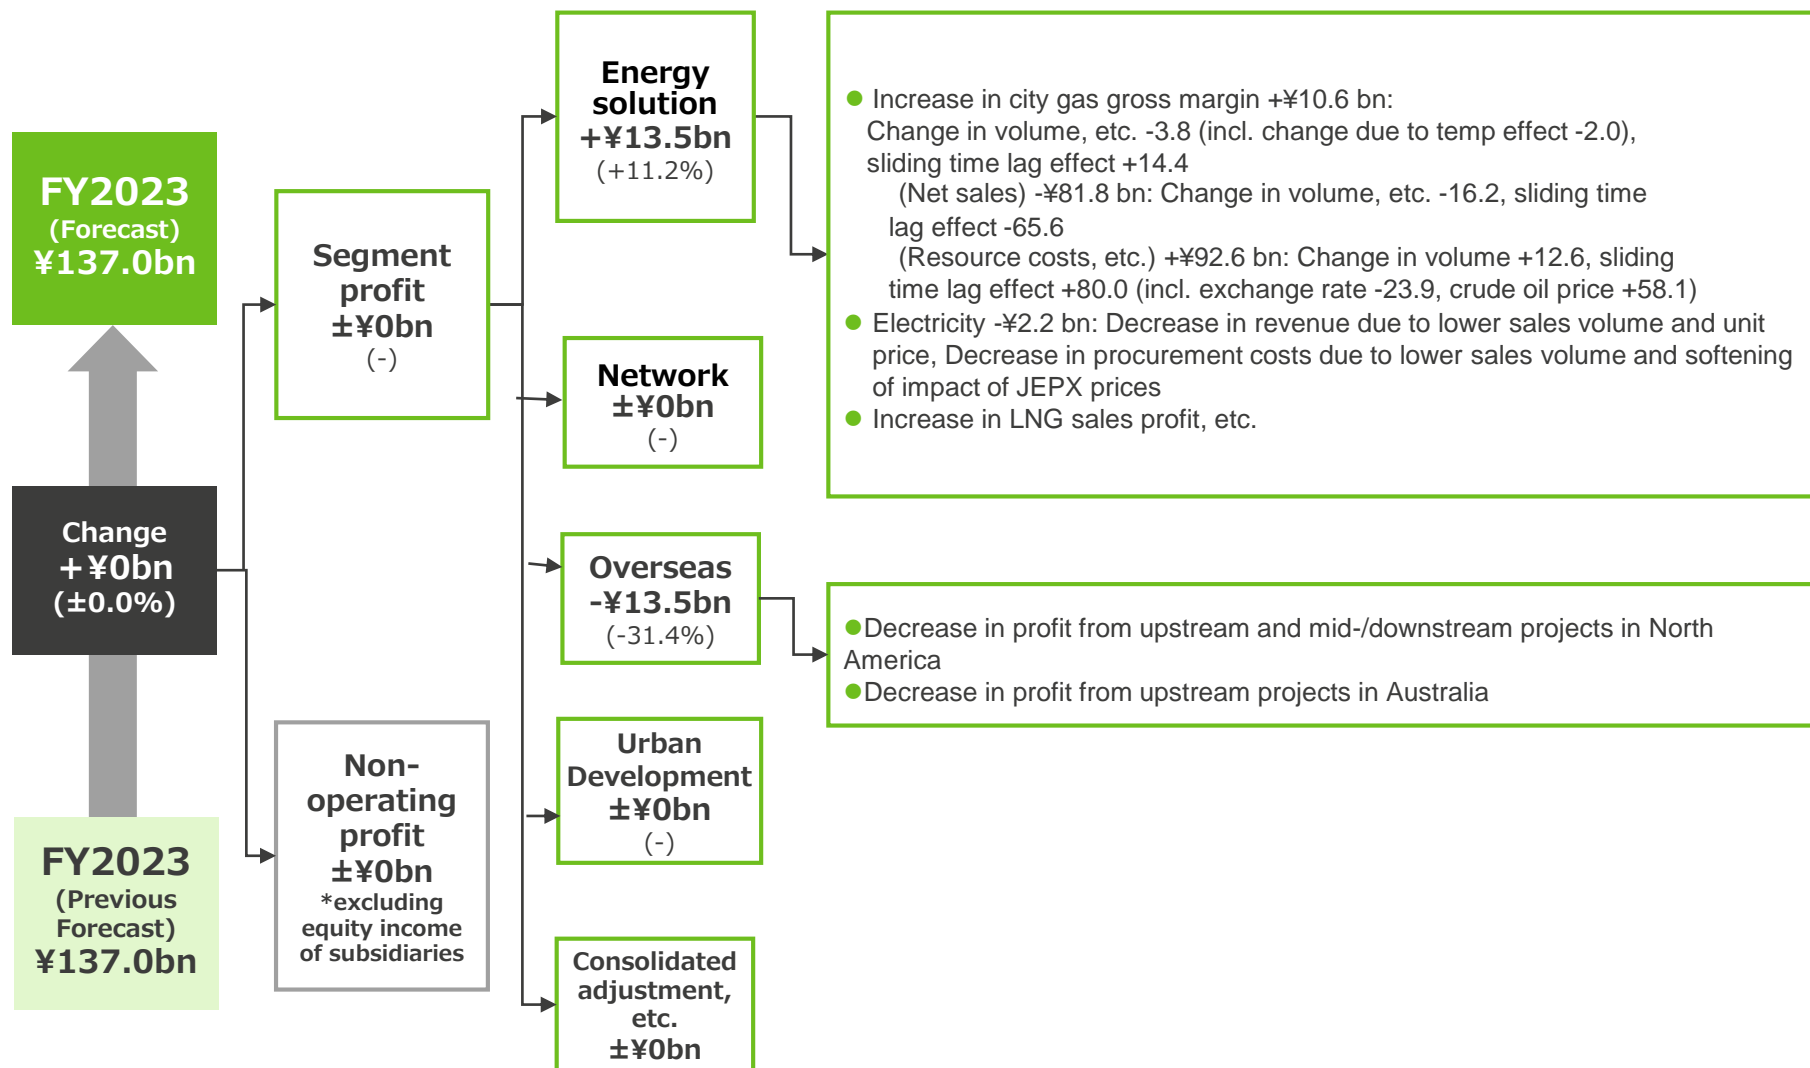 FY2023
(Forecast)
¥137.0bn
Change
+¥0bn
(±0.0%)
FY2023
(Previous
Forecast)
¥137.0bn
Segment
profit
±¥0bn
(-)
Non-
operating
profit
±¥0bn
*excluding
equity income
of subsidiaries
Energy
solution
+¥13.5bn
(+11.2%)
Network
±¥0bn
(-)
Overseas
-¥13.5bn
(-31.4%)
Urban
Development
±¥0bn
(-)
Consolidated
adjustment,
etc.
±¥0bn
● Increase in city gas gross margin +¥10.6 bn:
Change in volume, etc. -3.8 (incl. change due to temp effect -2.0),
sliding time lag effect +14.4
(Net sales) -¥81.8 bn: Change in volume, etc. -16.2, sliding time
lag effect -65.6
(Resource costs, etc.) +¥92.6 bn: Change in volume +12.6, sliding
time lag effect +80.0 (incl. exchange rate -23.9, crude oil price +58.1)
● Electricity -¥2.2 bn: Decrease in revenue due to lower sales volume and unit
price, Decrease in procurement costs due to lower sales volume and softening
of impact of JEPX prices
● Increase in LNG sales profit, etc.
●Decrease in profit from upstream and mid-/downstream projects in North
America
●Decrease in profit from upstream projects in Australia